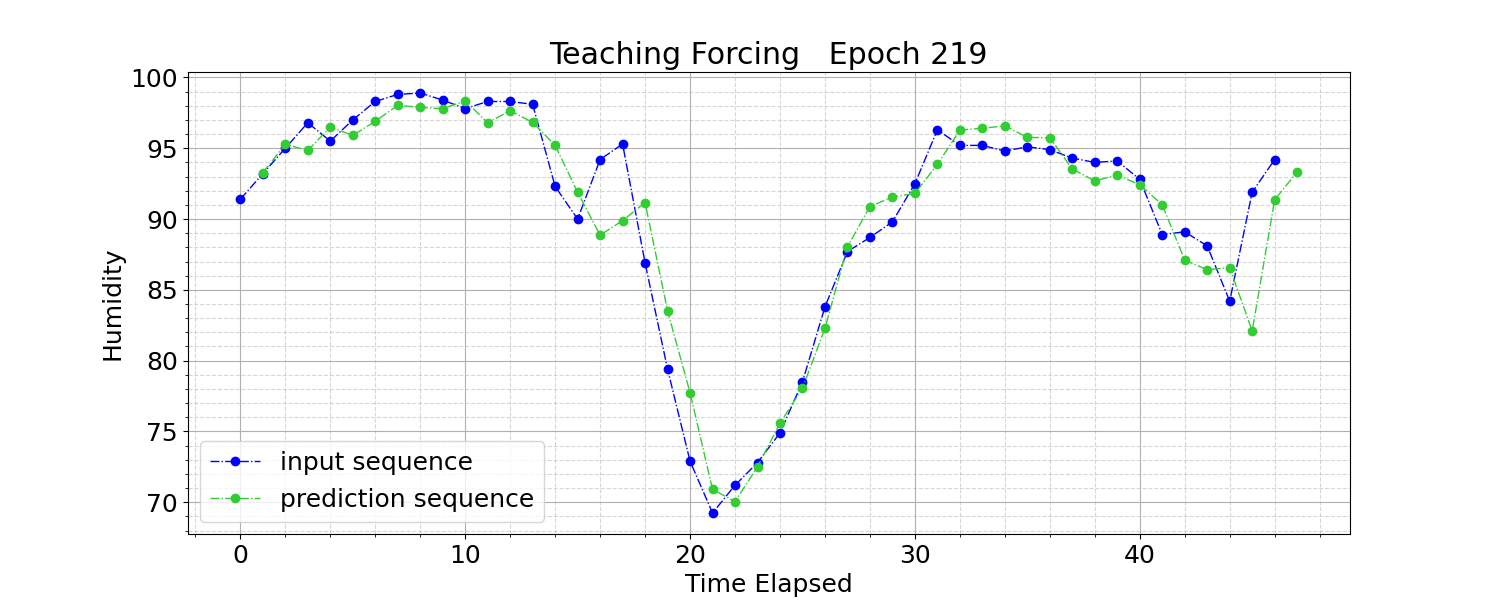 Teaching Forcing   Epoch 219
100
95
90
85
80
75
70
Humidity
input sequence
prediction sequence
0 10 20 30 40
Time Elapsed